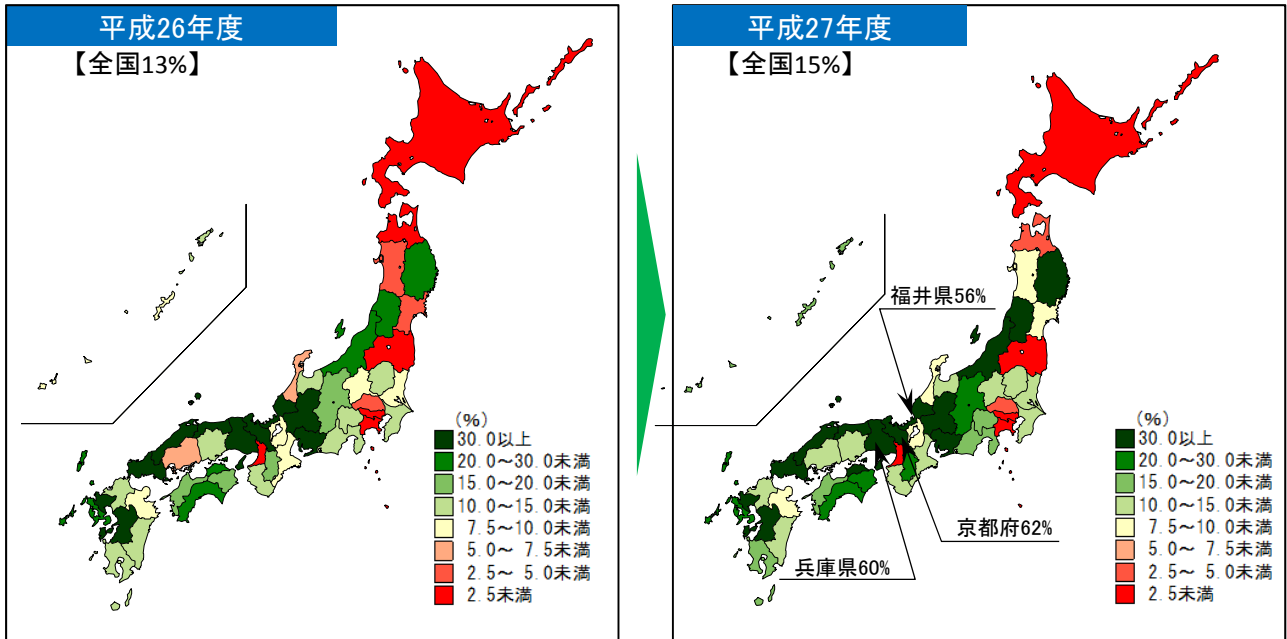 平成26年度
【全国13%】
(%)
30.0以上
20.0～30.0未満
15.0～20.0未満
10.0～15.0未満
7.5～10.0未満
5.0～ 7.5未満
2.5～ 5.0未満
2.5未満
平成27年度
【全国15%】
福井県56%
京都府62%
兵庫県60%
(%)
30.0以上
20.0～30.0未満
15.0～20.0未満
10.0～15.0未満
7.5～10.0未満
5.0～ 7.5未満
2.5～ 5.0未満
2.5未満